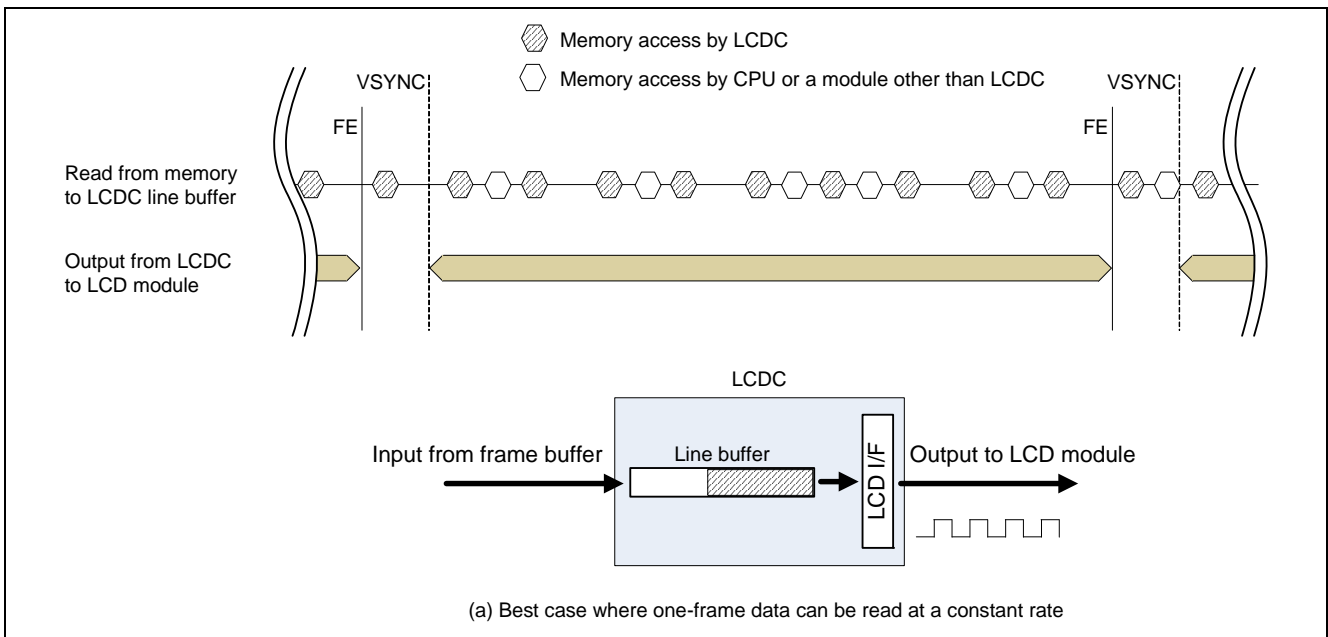 Memory access by LCDC
Memory access by CPU or a module other than LCDC
VSYNC
VSYNC
FE
FE
Read from memory
to LCDC line buffer
Output from LCDC
to LCD module
LCDC
Input from frame buffer
Line buffer
LCD I/F
Output to LCD module
(a) Best case where one-frame data can be read at a constant rate